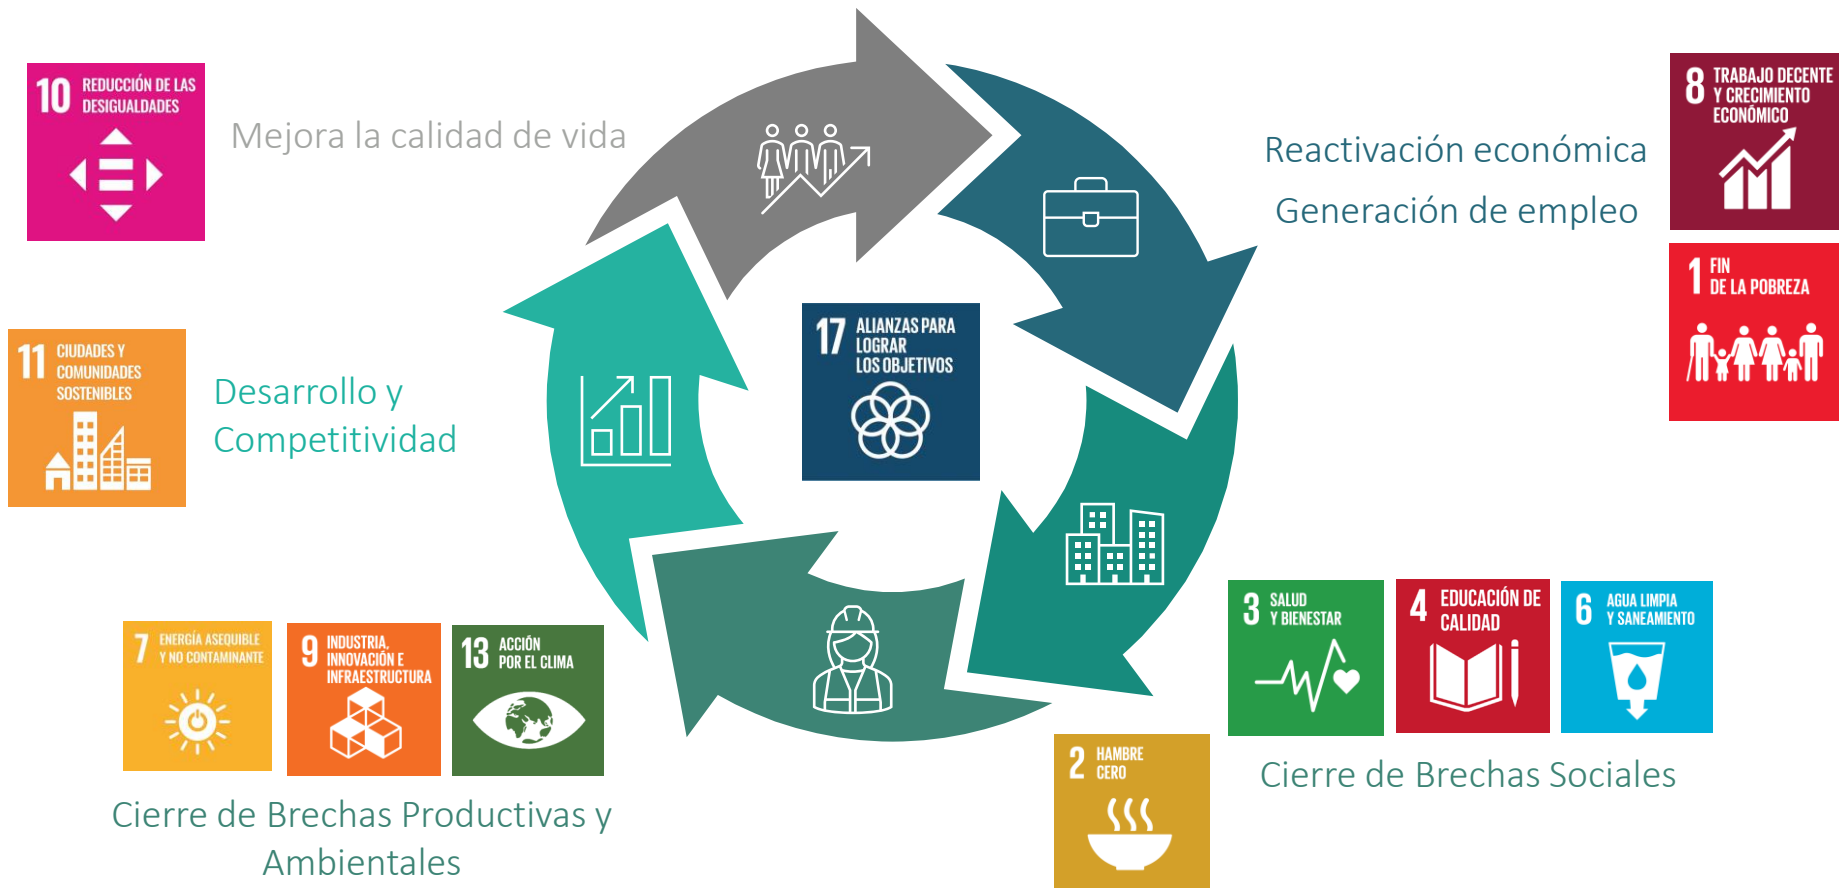 10 REDUCCIÓN DE LAS
DESIGUALDADES
Mejora la calidad de vida
8 TRABAJO DECENTE
Y CRECIMIENTO
ECONÓMICO
Reactivación económica
Generación de empleo
1 FIN
DE LA POBREZA
17 ALIANZAS PARA
LOGRAR
LOS OBJETIVOS
11 CIUDADES Y
COMUNIDADES
SOSTENIBLES
Desarrollo y
Competitividad
3 SALUD
Y BIENESTAR
4 EDUCACIÓN DE
CALIDAD
6 AGUA LIMPIA
Y SANEAMIENTO
Cierre de Brechas Sociales
2 HAMBRE
CERO
7 ENERGÍA ASEQUIBLE
Y NO CONTAMINANTE
9 INDUSTRIA,
INNOVACIÓN E
INFRAESTRUCTURA
13 ACCIÓN
POR EL CLIMA
Cierre de Brechas Productivas y
Ambientales